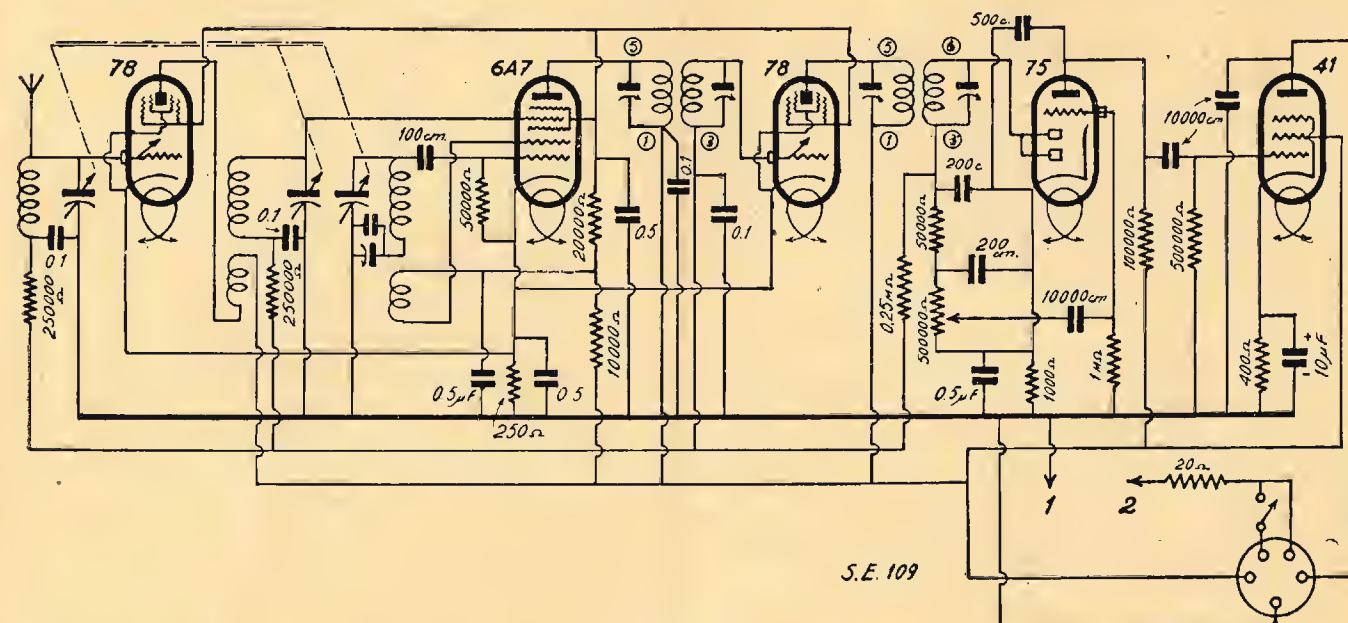 78
6A7
78
75
41
⑤
①
③
⑤
①
⑥
③
500 c.
100 cm.
0.1
250000 Ω
0.1
250000 Ω
50000 Ω
20000 Ω
0.5
0.1
0.1
10000 Ω
0.5 µF
250 Ω
0.5
200 c.
50000 Ω
200 cm.
0.25 MΩ
500000 Ω
10000 cm
0.5 µF
1000 Ω
1 MΩ
100000 Ω
500000 Ω
10000 cm
400 Ω
+
10 µF
-
1
2
20 Ω
S.E. 109